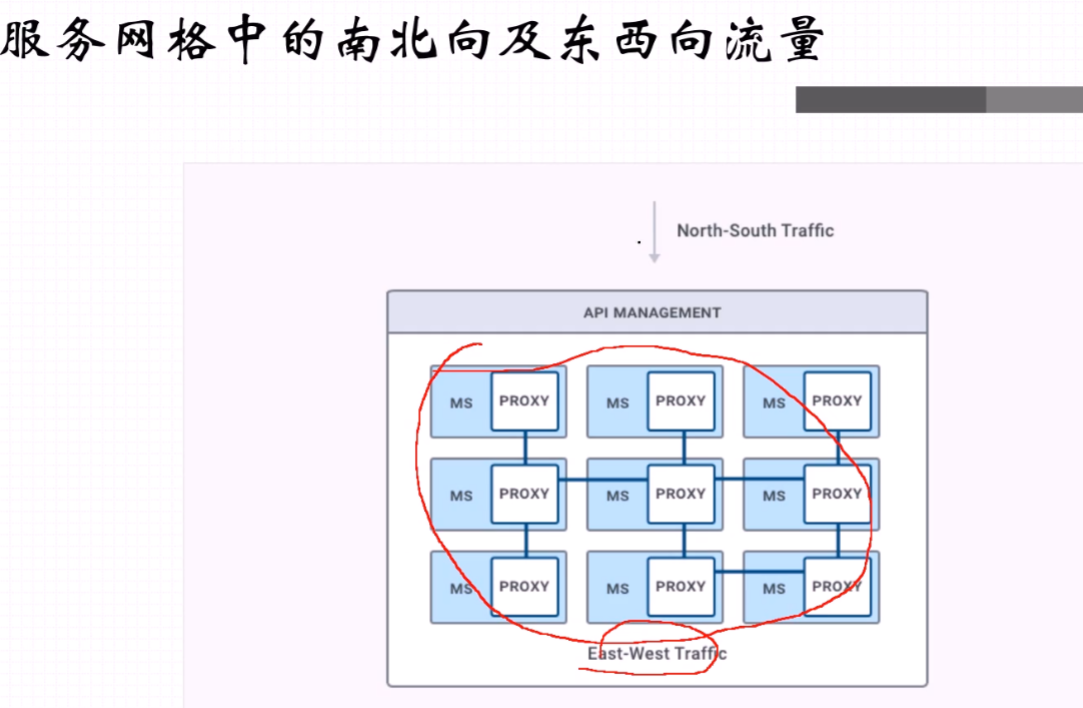 服务网格中的南北向及东西向流量
North-South Traffic
API MANAGEMENT
MS PROXY MS PROXY MS PROXY
MS PROXY MS PROXY MS PROXY
MS PROXY MS PROXY MS PROXY
East-West Traffic